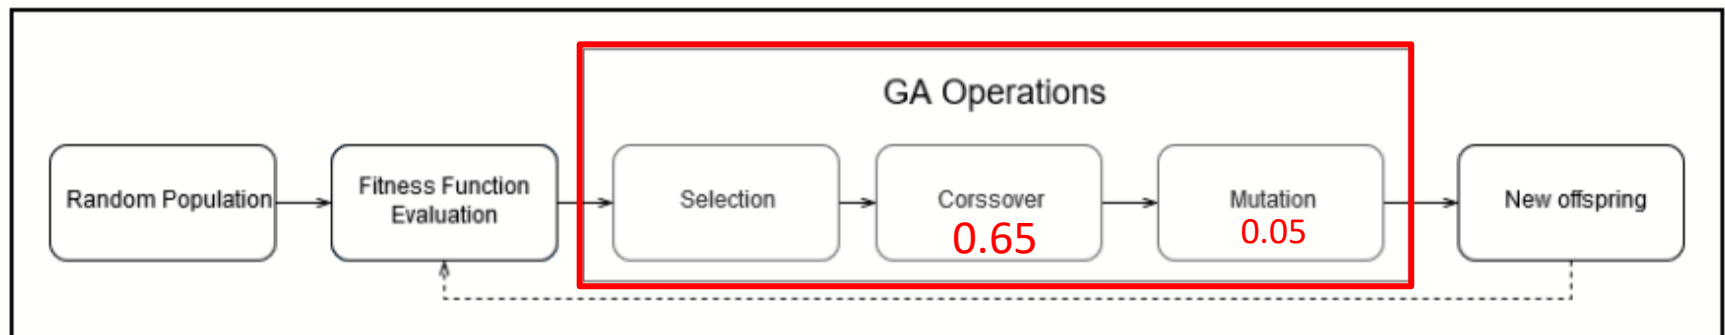 GA Operations
Random Population
Fitness Function
Evaluation
Selection
Corssover
0.65
Mutation
0.05
New offspring